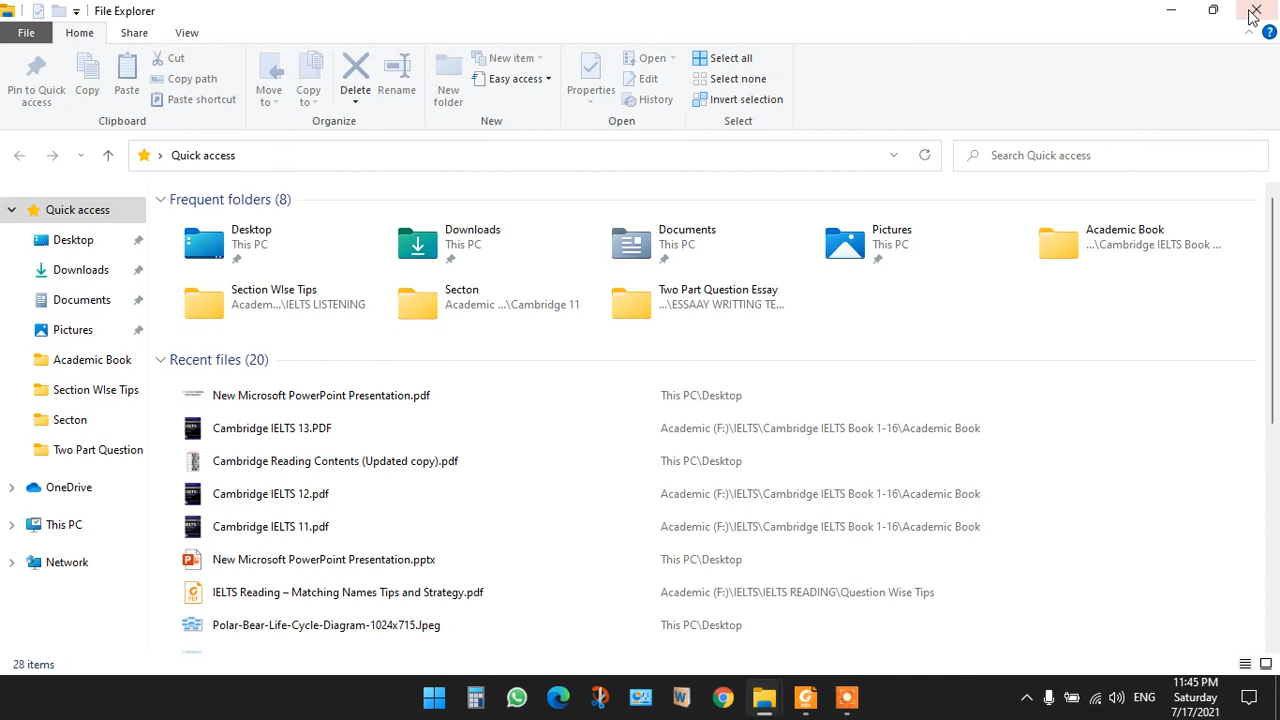 File Explorer
File Home Share View
Pin to Quick access
Copy
Paste
Cut
Copy path
Paste shortcut
Clipboard
Move to
Copy to
Delete
Rename
Organize
New folder
New item
Easy access
New
Properties
Open
Edit
History
Open
Select all
Select none
Invert selection
Select
Quick access
Search Quick access
Quick access
Desktop
Downloads
Documents
Pictures
Academic Book
Section WIse Tips
Secton
Two Part Question
OneDrive
This PC
Network
Frequent folders (8)
Desktop
This PC
Downloads
This PC
Documents
This PC
Pictures
This PC
Academic Book
...\Cambridge IELTS Book ...
Section WIse Tips
Academ...\IELTS LISTENING
Secton
Academic ...\Cambridge 11
Two Part Question Essay
...\ESSAAY WRITTING TE...
Recent files (20)
New Microsoft PowerPoint Presentation.pdf This PC\Desktop
Cambridge IELTS 13.PDF Academic (F:)\IELTS\Cambridge IELTS Book 1-16\Academic Book
Cambridge Reading Contents (Updated copy).pdf This PC\Desktop
Cambridge IELTS 12.pdf Academic (F:)\IELTS\Cambridge IELTS Book 1-16\Academic Book
Cambridge IELTS 11.pdf Academic (F:)\IELTS\Cambridge IELTS Book 1-16\Academic Book
New Microsoft PowerPoint Presentation.pptx This PC\Desktop
IELTS Reading – Matching Names Tips and Strategy.pdf Academic (F:)\IELTS\IELTS READING\Question Wise Tips
Polar-Bear-Life-Cycle-Diagram-1024x715.Jpeg This PC\Desktop
28 items
ENG
11:45 PM
Saturday
7/17/2021